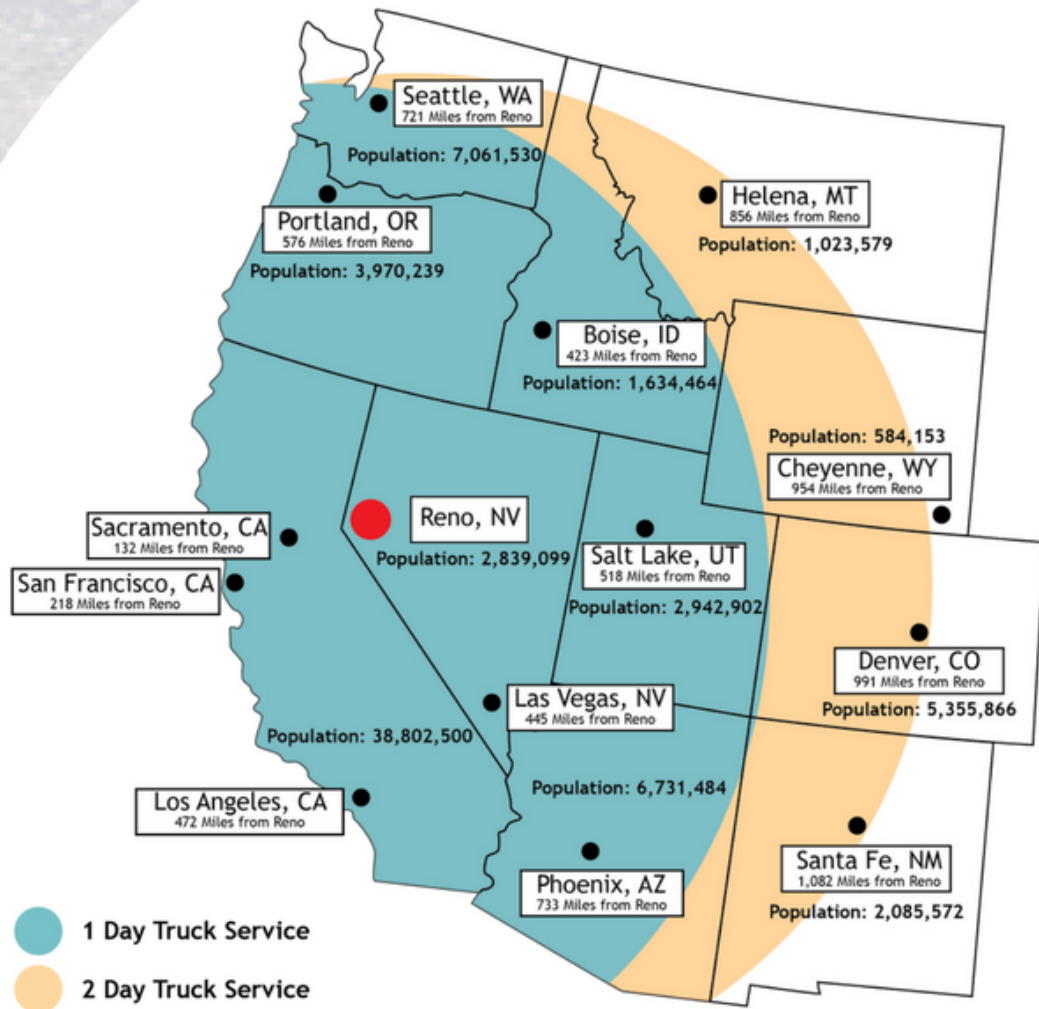 Seattle, WA
721 Miles from Reno
Population: 7,061,530
Helena, MT
856 Miles from Reno
Population: 1,023,579
Portland, OR
576 Miles from Reno
Population: 3,970,239
Boise, ID
423 Miles from Reno
Population: 1,634,464
Population: 584,153
Cheyenne, WY
954 Miles from Reno
Reno, NV
Population: 2,839,099
Sacramento, CA
132 Miles from Reno
San Francisco, CA
218 Miles from Reno
Salt Lake, UT
518 Miles from Reno
Population: 2,942,902
Denver, CO
991 Miles from Reno
Population: 5,355,866
Las Vegas, NV
445 Miles from Reno
Population: 38,802,500
Population: 6,731,484
Los Angeles, CA
472 Miles from Reno
Phoenix, AZ
733 Miles from Reno
Santa Fe, NM
1,082 Miles from Reno
Population: 2,085,572
1 Day Truck Service
2 Day Truck Service